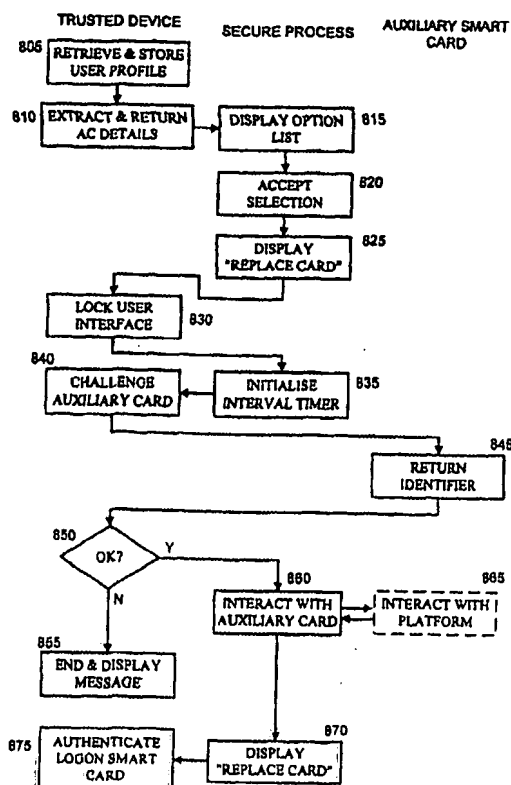 TRUSTED DEVICE
SECURE PROCESS
AUXILIARY SMART
CARD
805
RETRIEVE & STORE
USER PROFILE
810
EXTRACT & RETURN
AC DETAILS
DISPLAY OPTION
LIST
815
ACCEPT
SELECTION
820
DISPLAY
"REPLACE CARD"
825
LOCK USER
INTERFACE
830
840
CHALLENGE
AUXILIARY CARD
INITIALISE
INTERVAL TIMER
835
845
RETURN
IDENTIFIER
850
OK?
Y
N
860
INTERACT WITH
AUXILIARY CARD
865
INTERACT WITH
PLATFORM
855
END & DISPLAY
MESSAGE
870
875
AUTHENTICATE
LOGON SMART
CARD
DISPLAY
"REPLACE CARD"